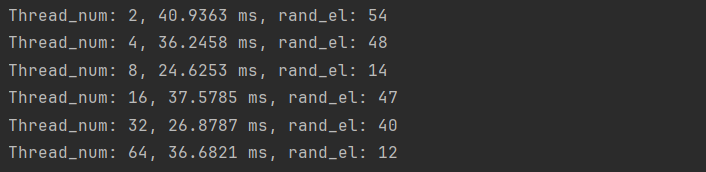 Thread_num: 2, 40.9363 ms, rand_el: 54
Thread_num: 4, 36.2458 ms, rand_el: 48
Thread_num: 8, 24.6253 ms, rand_el: 14
Thread_num: 16, 37.5785 ms, rand_el: 47
Thread_num: 32, 26.8787 ms, rand_el: 40
Thread_num: 64, 36.6821 ms, rand_el: 12